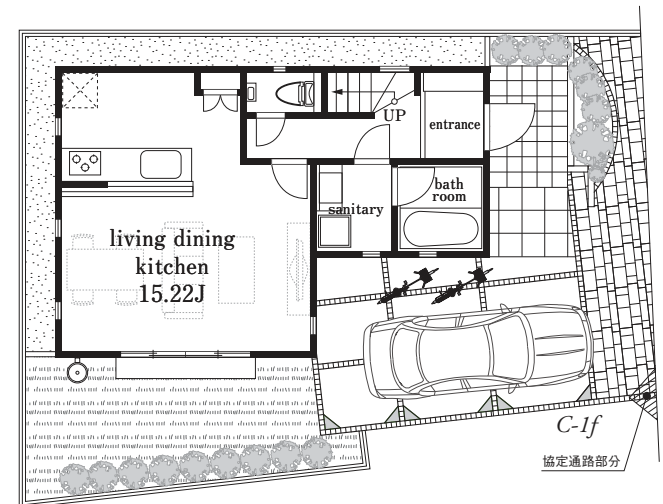 UP
entrance
bath
room
sanitary
living dining
kitchen
15.22J
C-1f
協定通路部分